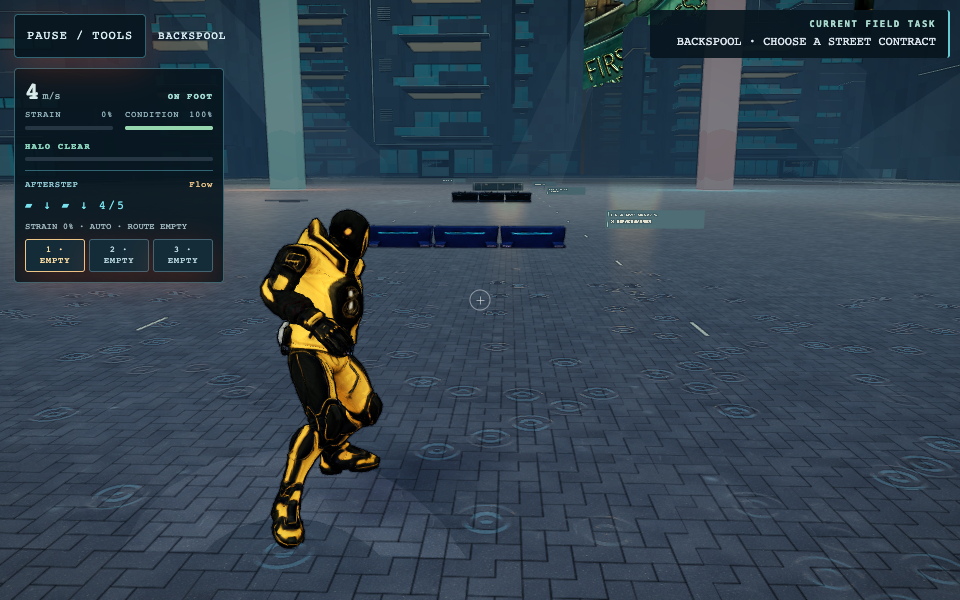 PAUSE / TOOLS
BACKSPOOL
CURRENT FIELD TASK
BACKSPOOL · CHOOSE A STREET CONTRACT
4 m/s
ON FOOT
STRAIN 0%
CONDITION 100%
HALO CLEAR
AFTERSTEP
Flow
▰ ↓ ▰ ↓ 4/5
STRAIN 0% · AUTO · ROUTE EMPTY
1 · EMPTY
2 · EMPTY
3 · EMPTY
FIRS